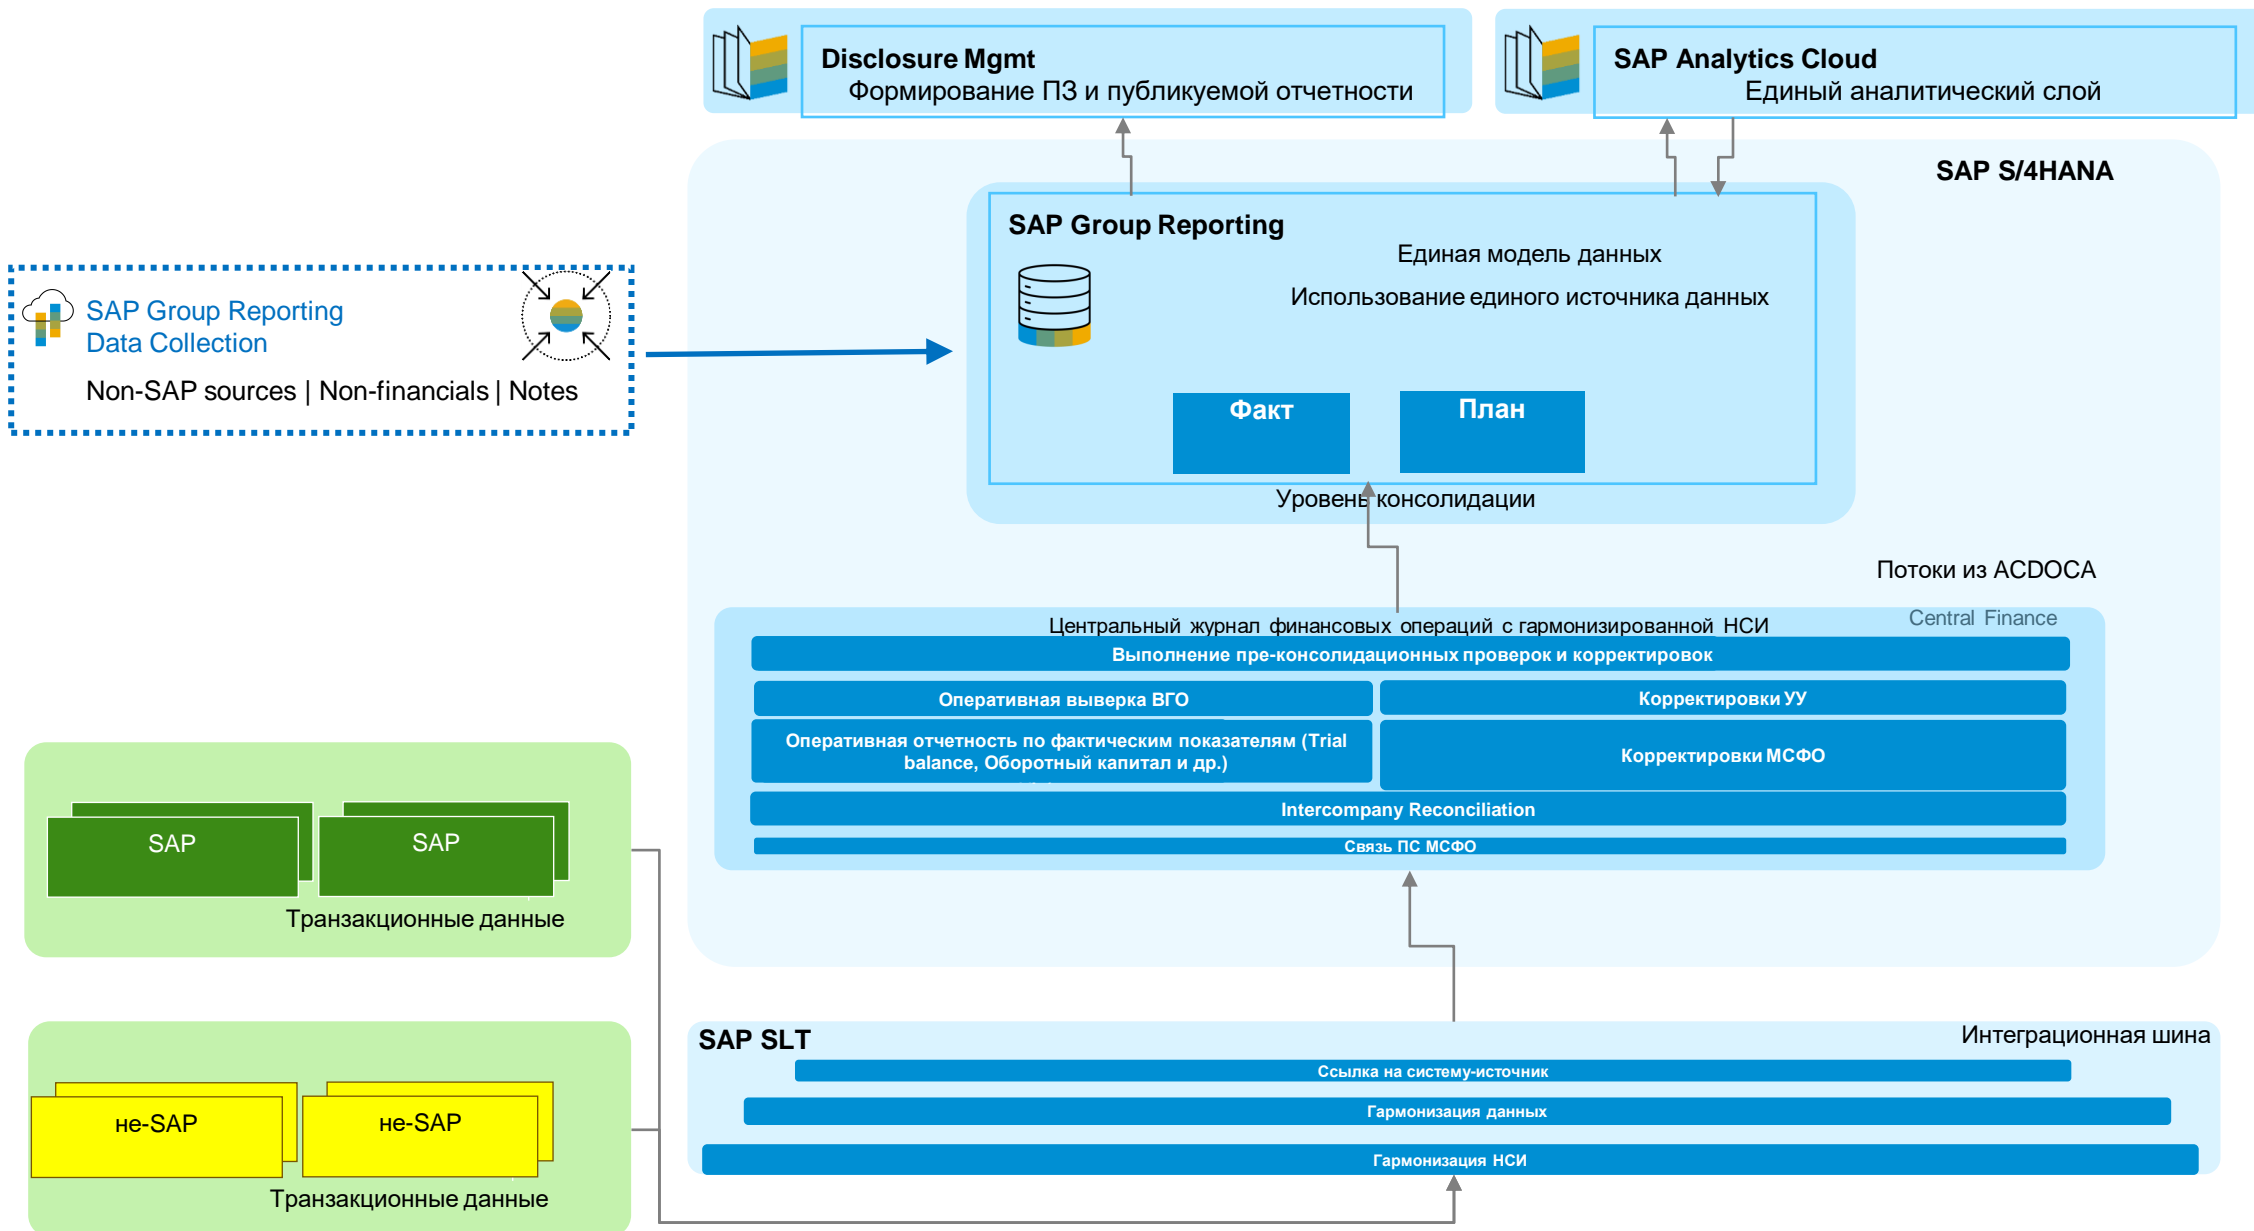 Disclosure Mgmt
Формирование ПЗ и публикуемой отчетности
SAP Analytics Cloud
Единый аналитический слой
SAP S/4HANA
SAP Group Reporting
Единая модель данных
Использование единого источника данных
Факт
План
Уровень консолидации
SAP Group Reporting
Data Collection
Non-SAP sources | Non-financials | Notes
Потоки из ACDOCA
Central Finance
Центральный журнал финансовых операций с гармонизированной НСИ
Выполнение пре-консолидационных проверок и корректировок
Оперативная выверка ВГО
Корректировки УУ
Оперативная отчетность по фактическим показателям (Trial
balance, Оборотный капитал и др.)
Корректировки МСФО
Intercompany Reconciliation
Связь ПС МСФО
SAP
SAP
Транзакционные данные
не-SAP
не-SAP
Транзакционные данные
SAP SLT
Интеграционная шина
Ссылка на систему-источник
Гармонизация данных
Гармонизация НСИ